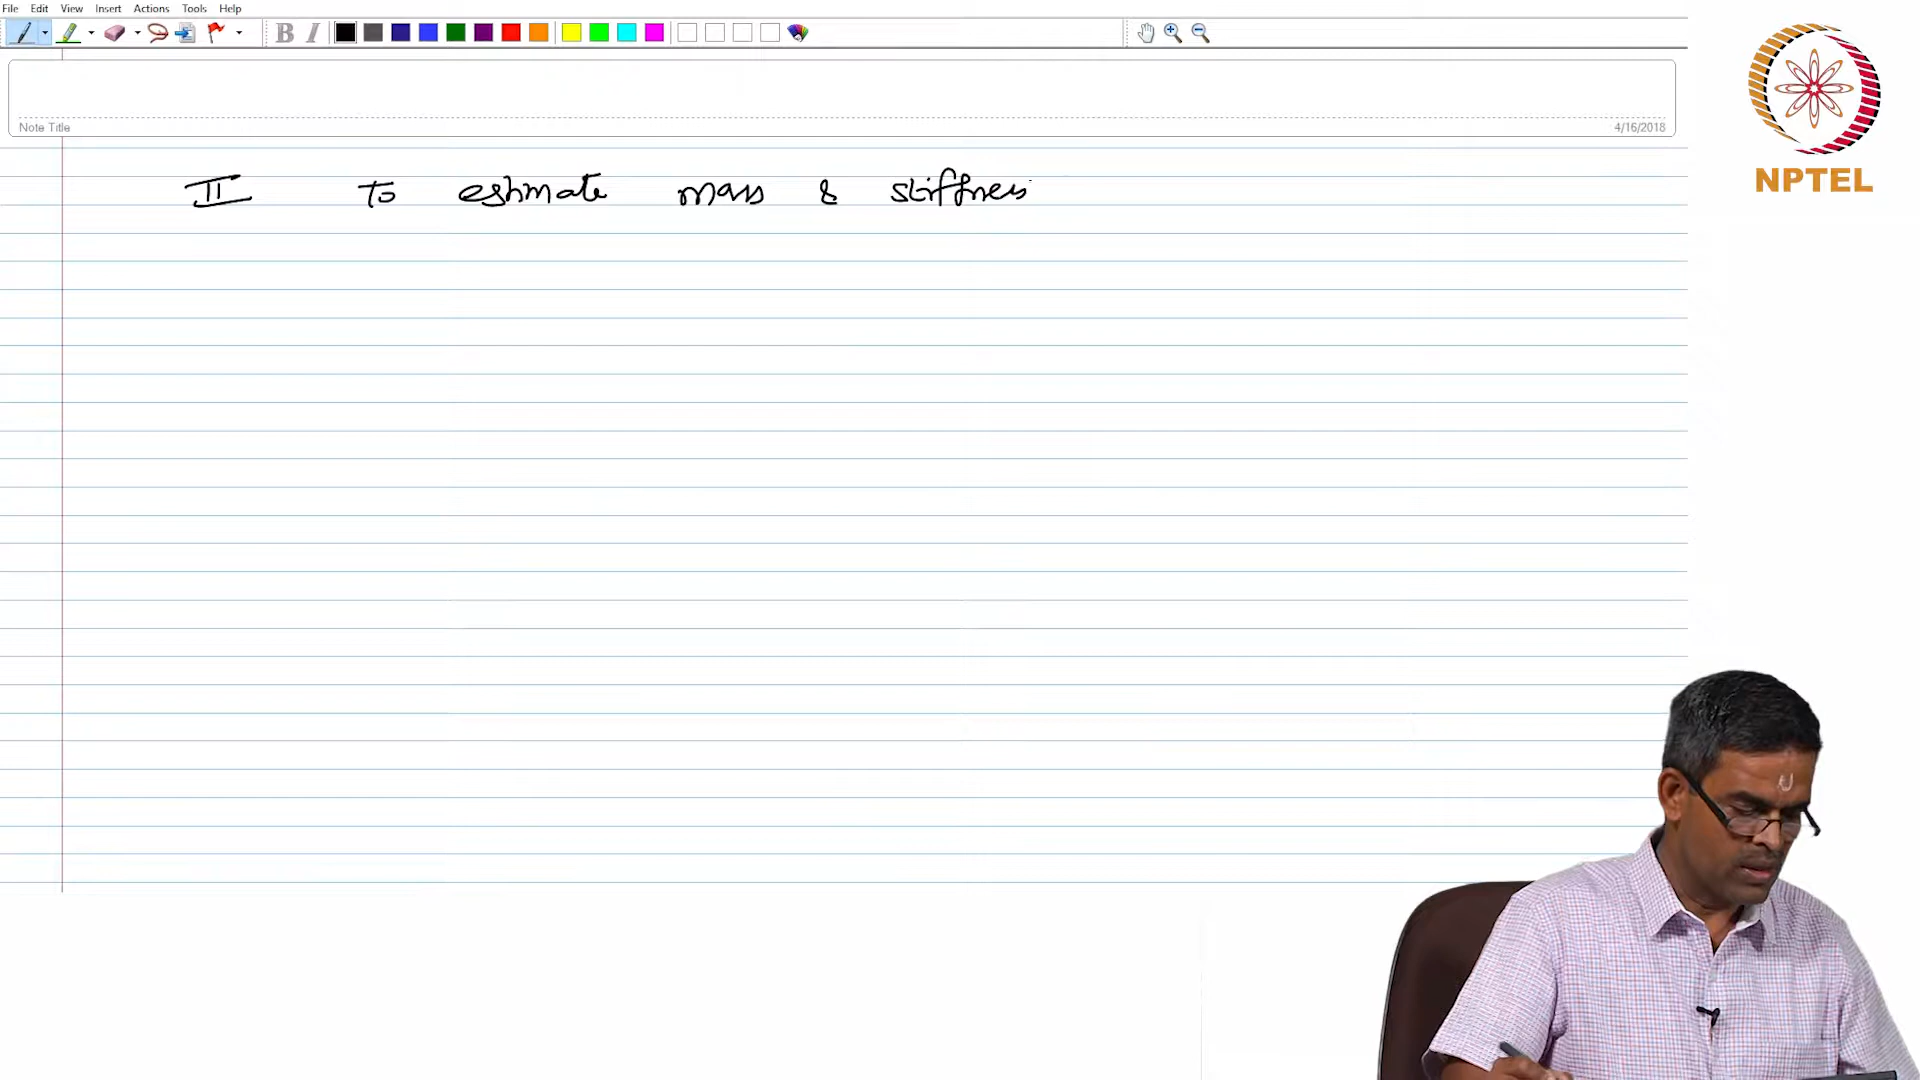 File Edit View Insert Actions Tools Help
B I
Note Title
4/16/2018
NPTEL
II To estimate mass & stiffness